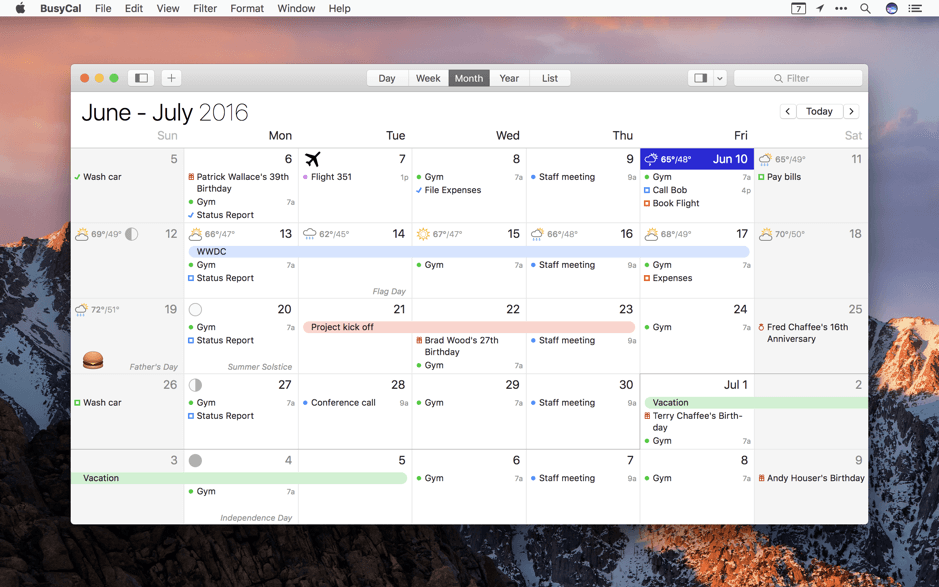 BusyCal File Edit View Filter Format Window Help 7
Day Week Month Year List Filter
June - July 2016 Today
Sun Mon Tue Wed Thu Fri Sat
5 6 7 8 9 65°/48° Jun 10 65°/49° 11
Wash car
Patrick Wallace's 39th
Birthday
Gym 7a
Status Report
Flight 351 1p
Gym 7a
File Expenses
Staff meeting 9a
Gym 7a
Call Bob 4p
Book Flight
Pay bills
69°/49° 12 66°/47° 13 62°/45° 14 67°/47° 15 66°/48° 16 68°/49° 17 70°/50° 18
WWDC
Gym 7a
Status Report
Flag Day
Gym 7a
Staff meeting 9a
Gym 7a
Expenses
72°/51° 19 20 21 22 23 24 25
Father's Day
Gym 7a
Status Report
Summer Solstice
Project kick off
Brad Wood's 27th
Birthday
Gym 7a
Staff meeting 9a
Gym 7a
Fred Chaffee's 16th
Anniversary
26 27 28 29 30 Jul 1 2
Wash car
Gym 7a
Status Report
Conference call 9a
Gym 7a
Staff meeting 9a
Vacation
Terry Chaffee's Birth-
day
Gym 7a
3 4 5 6 7 8 9
Vacation
Gym 7a
Independence Day
Gym 7a
Staff meeting 9a
Gym 7a
Andy Houser's Birthday